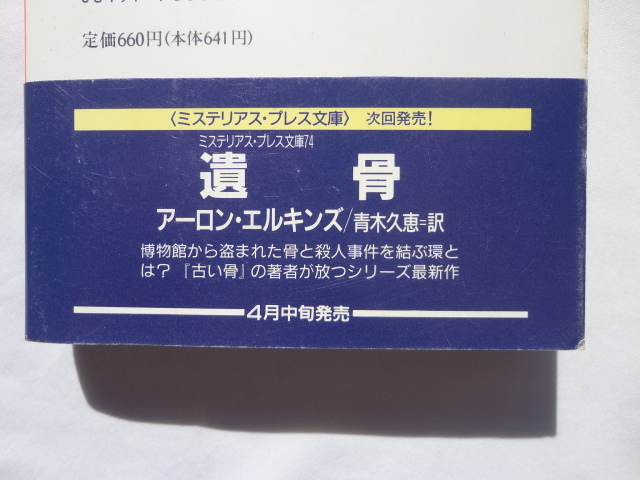 定価660円(本体641円)
〈ミステリアス・プレス文庫〉 次回発売!
ミステリアス・プレス文庫74
遺骨
アーロン・エルキンズ/青木久恵=訳
博物館から盗まれた骨と殺人事件を結ぶ環と
は? 『古い骨』の著者が放つシリーズ最新作
4月中旬発売